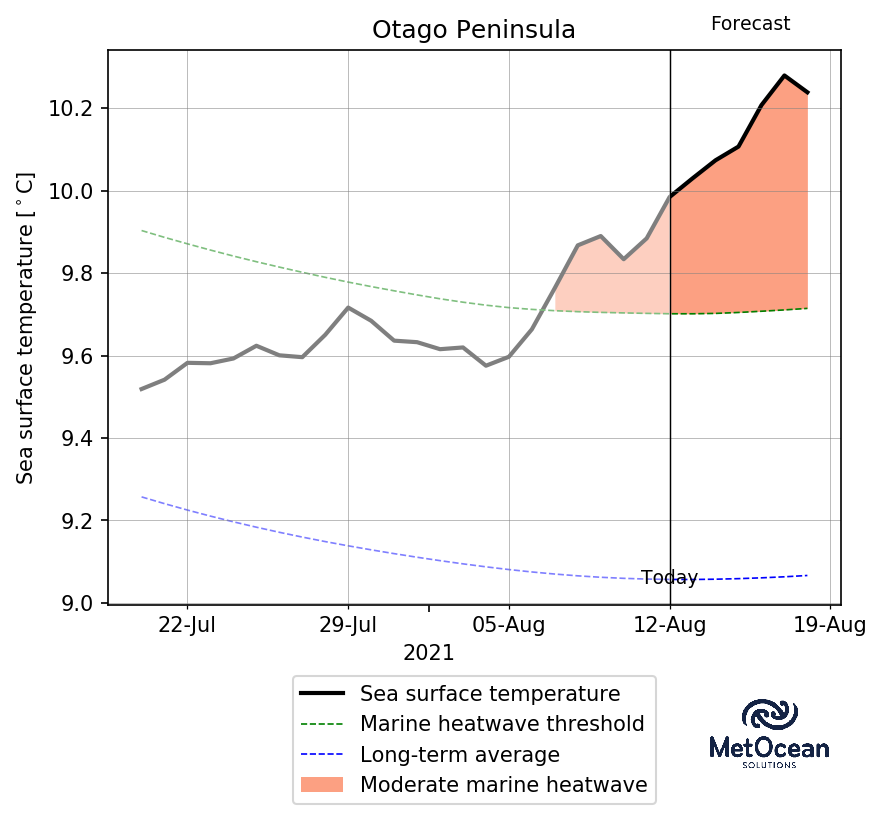 Otago Peninsula
Forecast
Sea surface temperature [°C]
10.2
10.0
9.8
9.6
9.4
9.2
9.0
Today
22-Jul 29-Jul 05-Aug 12-Aug 19-Aug
2021
Sea surface temperature
Marine heatwave threshold
Long-term average
Moderate marine heatwave
MetOcean
SOLUTIONS